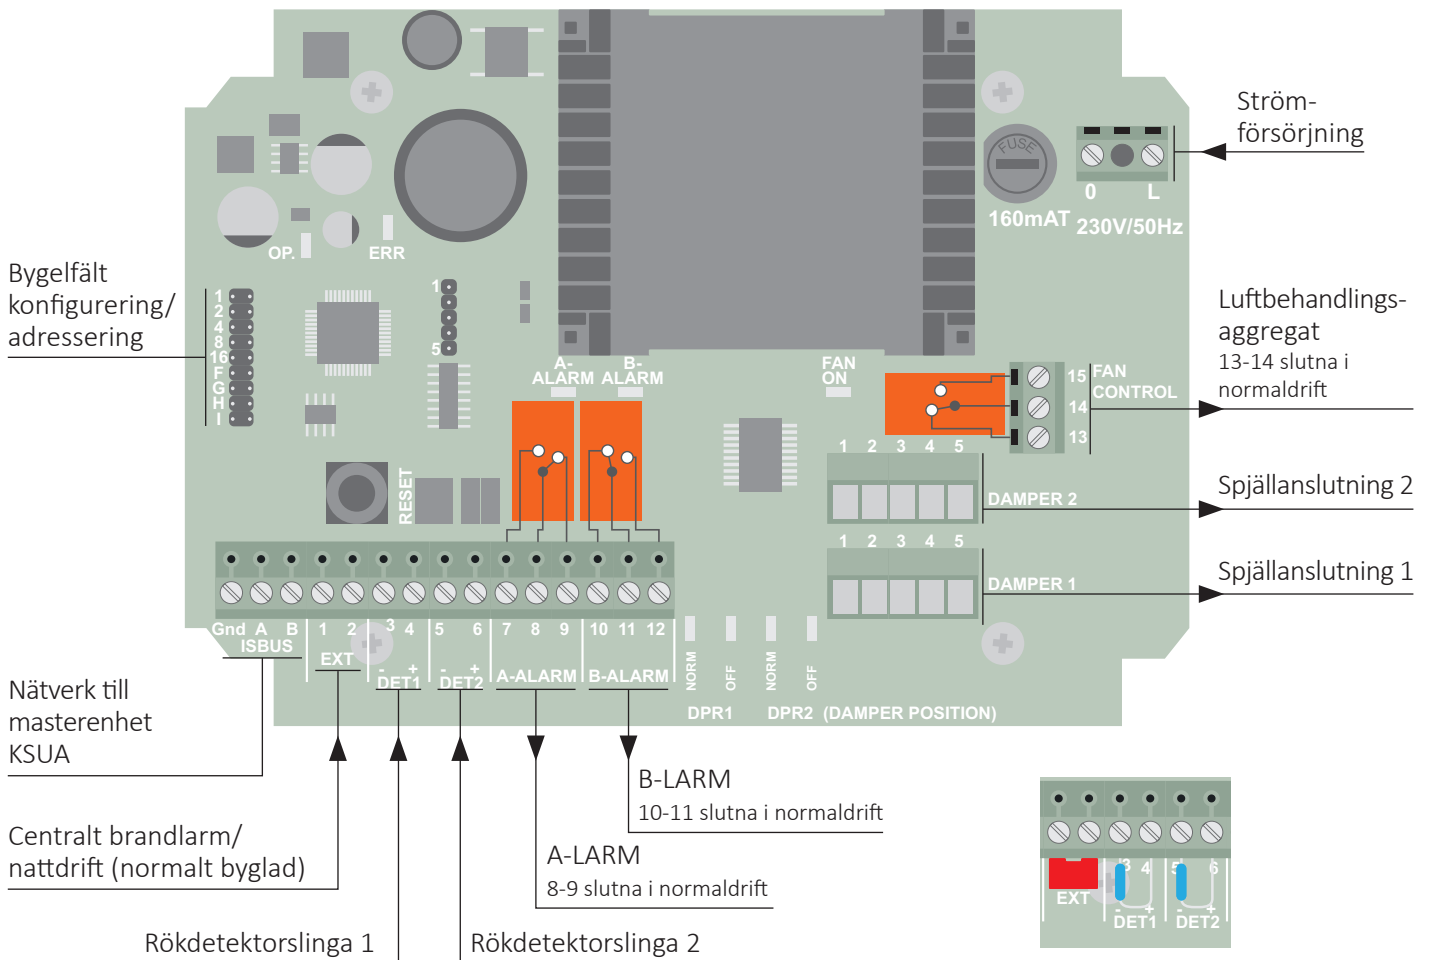 Ström-
försörjning
FUSE
160mAT
0 L
230V/50Hz
OP.
ERR
Bygelfält
konfigurering/
adressering
1
2
4
8
16
F
G
H
I
1
5
A-
ALARM
B-
ALARM
FAN
ON
15
14
13
FAN
CONTROL
Luftbehandlings-
aggregat
13-14 slutna i
normaldrift
RESET
1 2 3 4 5
DAMPER 2
Spjällanslutning 2
1 2 3 4 5
DAMPER 1
Spjällanslutning 1
Gnd A B 1 2 3 4 5 6 7 8 9 10 11 12
ISBUS
EXT
- +
DET1
- +
DET2
A-ALARM
B-ALARM
NORM
OFF
NORM
OFF
DPR1
DPR2
(DAMPER POSITION)
Nätverk till
masterenhet
KSUA
Centralt brandlarm/
nattdrift (normalt byglad)
B-LARM
10-11 slutna i normaldrift
A-LARM
8-9 slutna i normaldrift
Rökdetektorslinga 1
Rökdetektorslinga 2
3 4 5 6
EXT
- +
DET1
- +
DET2